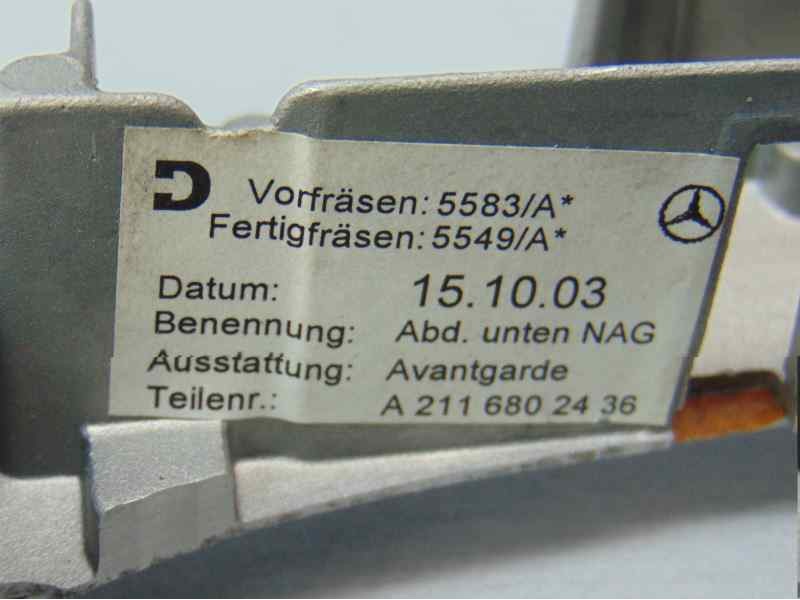 D Vorfräsen: 5583/A*
Fertigfräsen: 5549/A*
Datum: 15.10.03
Benennung: Abd. unten NAG
Ausstattung: Avantgarde
Teilenr.: A 211 680 24 36